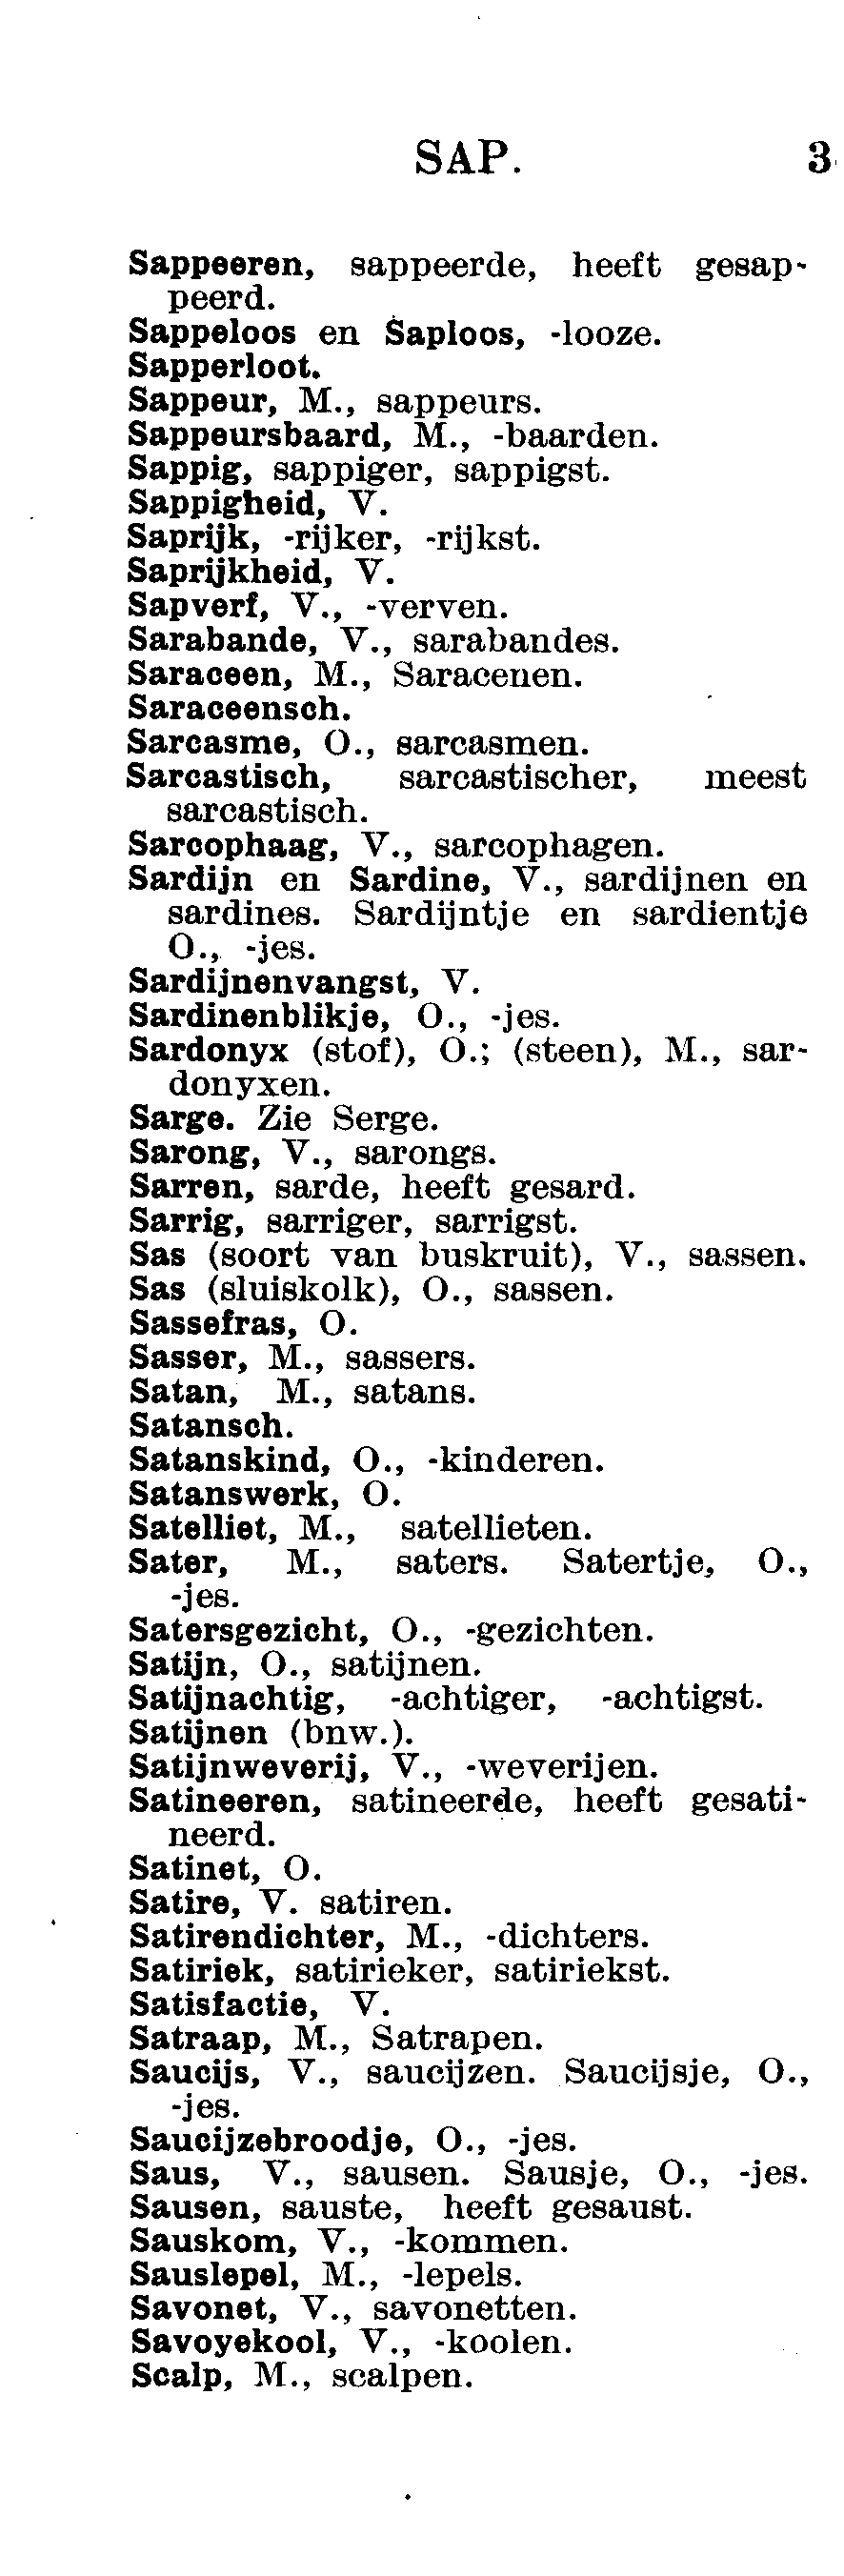 SAP. 3
Sappeeren, sappeerde, heeft gesap-
peerd.
Sappeloos en Saploos, -looze.
Sapperloot.
Sappeur, M., sappeurs.
Sappeursbaard, M., -baarden.
Sappig, sappiger, sappigst.
Sappigheid, V.
Saprijk, -rijker, -rijkst.
Saprijkheid, V.
Sapverf, V., -verven.
Sarabande, V., sarabandes.
Saraceen, M., Saracenen.
Saraceensch.
Sarcasme, O., sarcasmen.
Sarcastisch, sarcastischer, meest
sarcastisch.
Sarcophaag, V., sarcophagen.
Sardijn en Sardine, V., sardijnen en
sardines. Sardijntje en sardientje
O., -jes.
Sardijnenvangst, V.
Sardinenblikje, O., -jes.
Sardonyx (stof), O.; (steen), M., sar-
donyxen.
Sarge. Zie Serge.
Sarong, V., sarongs.
Sarren, sarde, heeft gesard.
Sarrig, sarriger, sarrigst.
Sas (soort van buskruit), V., sassen.
Sas (sluiskolk), O., sassen.
Sassefras, O.
Sasser, M., sassers.
Satan, M., satans.
Satansch.
Satanskind, O., -kinderen.
Satanswerk, O.
Satelliet, M., satellieten.
Sater, M., saters. Satertje, O.,
-jes.
Satersgezicht, O., -gezichten.
Satijn, O., satijnen.
Satijnachtig, -achtiger, -achtigst.
Satijnen (bnw.).
Satijnweverij, V., -weverijen.
Satineeren, satineerde, heeft gesati-
neerd.
Satinet, O.
Satire, V. satiren.
Satirendichter, M., -dichters.
Satiriek, satirieker, satiriekst.
Satisfactie, V.
Satraap, M., Satrapen.
Saucijs, V., saucijzen. Saucijsje, O.,
-jes.
Saucijzebroodje, O., -jes.
Saus, V., sausen. Sausje, O., -jes.
Sausen, sauste, heeft gesaust.
Sauskom, V., -kommen.
Sauslepel, M., -lepels.
Savonet, V., savonetten.
Savoyekool, V., -koolen.
Scalp, M., scalpen.